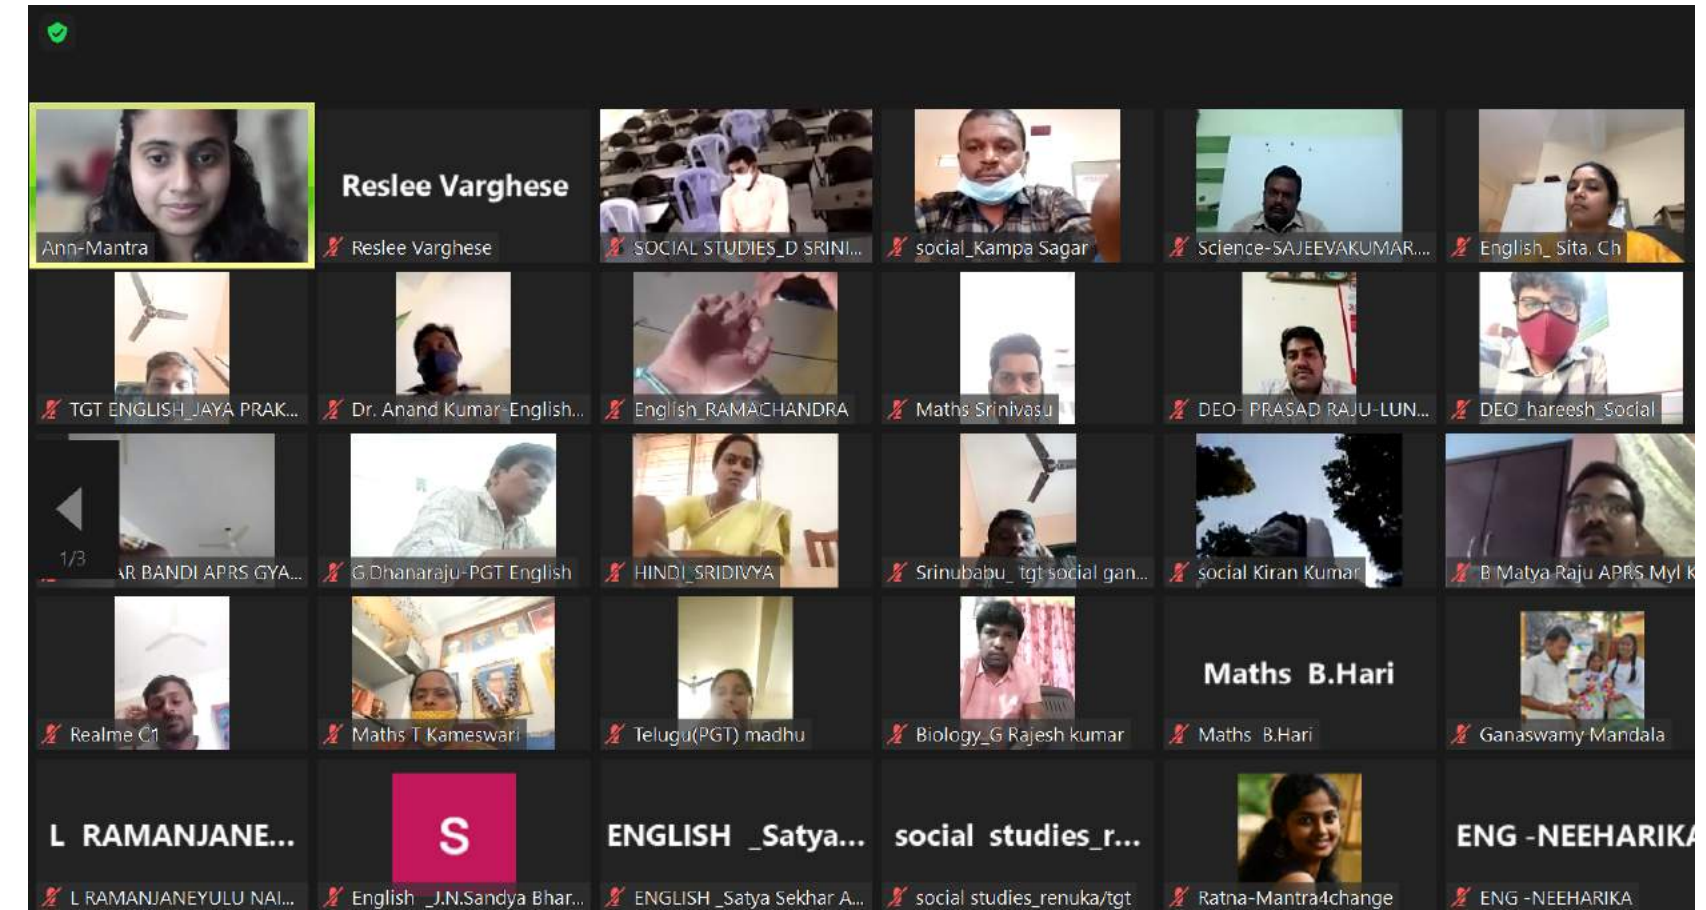 Ann-Mantra
Reslee Varghese
Reslee Varghese
SOCIAL STUDIES_D SRINI...
social_Kampa Sagar
Science-SAJEEVAKUMAR....
English_ Sita. Ch
TGT ENGLISH_JAYA PRAK...
Dr. Anand Kumar-English...
English_RAMACHANDRA
Maths Srinivasu
DEO- PRASAD RAJU-LUN...
DEO_hareesh_Social
1/3
AR BANDI APRS GYA...
G.Dhanaraju-PGT English
HINDI_SRIDIVYA
Srinubabu_ tgt social gan...
social Kiran Kumar
B Matya Raju APRS Myl K
Realme C1
Maths T Kameswari
Telugu(PGT) madhu
Biology_G Rajesh kumar
Maths  B.Hari
Maths  B.Hari
Ganaswamy Mandala
L  RAMANJANE...
S
ENGLISH  _Satya...
social  studies_r...
ENG -NEEHARIKA
L RAMANJANEYULU NAI...
English  _J.N.Sandya Bhar...
ENGLISH _Satya Sekhar A...
social studies_renuka/tgt
Ratna-Mantra4change
ENG -NEEHARIKA